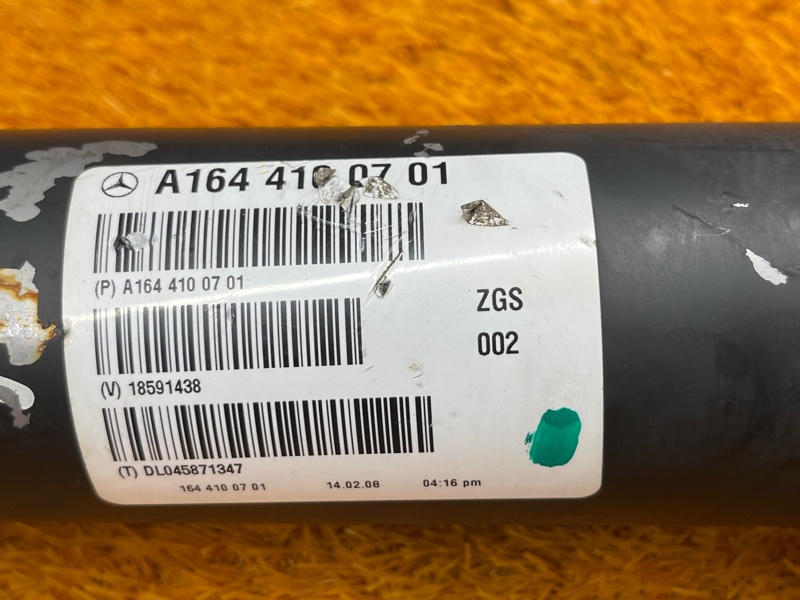 A164 410 07 01
(P) A164 410 07 01
ZGS
002
(V) 18591438
(T) DL045871347
164 410 07 01 14.02.08 04:16 pm